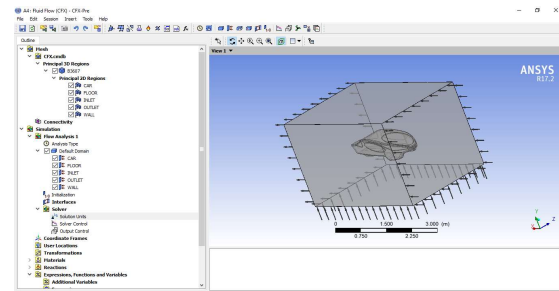 A4 : Fluid Flow (CFX) - CFX-Pre
File Edit Session Insert Tools Help
Outline
View 1
Mesh
CFX.cmdb
Principal 3D Regions
B3607
Principal 2D Regions
CAR
FLOOR
INLET
OUTLET
WALL
Connectivity
Simulation
Flow Analysis 1
Analysis Type
Default Domain
CAR
FLOOR
INLET
OUTLET
WALL
Initialization
Interfaces
Solver
Solution Units
Solver Control
Output Control
Coordinate Frames
User Locations
Transformations
Materials
Reactions
Expressions, Functions and Variables
Additional Variables
ANSYS
R17.2
0 1.500 3.000 (m)
0.750 2.250
Y
Z